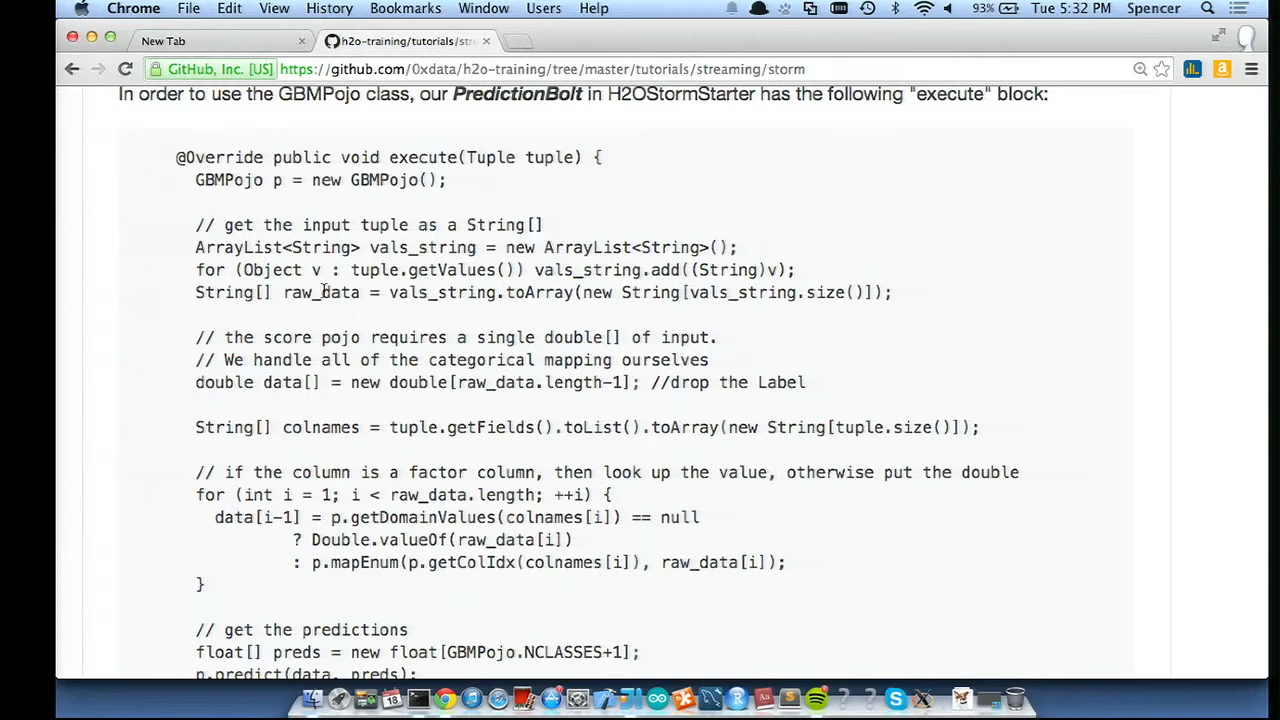 Chrome File Edit View History Bookmarks Window Users Help 93% Tue 5:32 PM Spencer
New Tab h2o-training/tutorials/stre
GitHub, Inc. [US] https://github.com/0xdata/h2o-training/tree/master/tutorials/streaming/storm
In order to use the GBMPojo class, our PredictionBolt in H2OStormStarter has the following "execute" block:
@Override public void execute(Tuple tuple) {
GBMPojo p = new GBMPojo();
// get the input tuple as a String[]
ArrayList<String> vals_string = new ArrayList<String>();
for (Object v : tuple.getValues()) vals_string.add((String)v);
String[] raw_data = vals_string.toArray(new String[vals_string.size()]);
// the score pojo requires a single double[] of input.
// We handle all of the categorical mapping ourselves
double data[] = new double[raw_data.length-1]; //drop the Label
String[] colnames = tuple.getFields().toList().toArray(new String[tuple.size()]);
// if the column is a factor column, then look up the value, otherwise put the double
for (int i = 1; i < raw_data.length; ++i) {
data[i-1] = p.getDomainValues(colnames[i]) == null
? Double.valueOf(raw_data[i])
: p.mapEnum(p.getColIdx(colnames[i]), raw_data[i]);
}
// get the predictions
float[] preds = new float[GBMPojo.NCLASSES+1];
p.predict(data, preds);